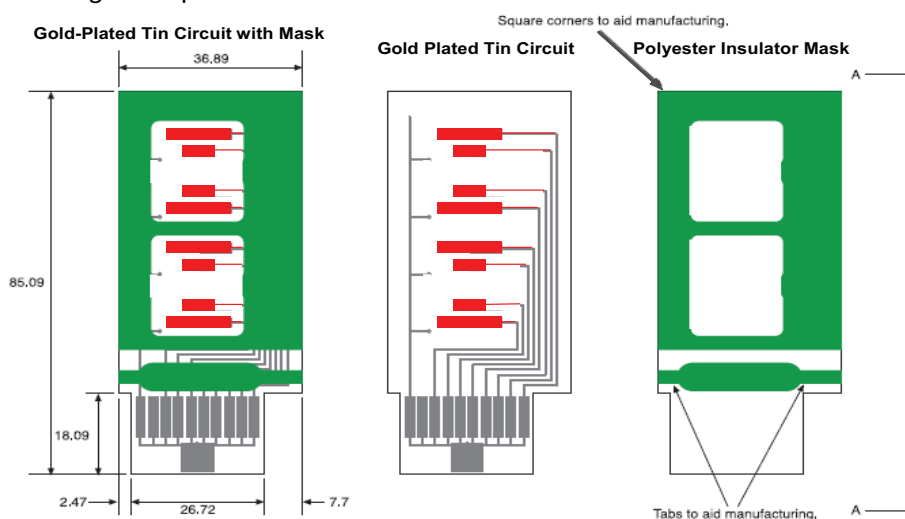 Square corners to aid manufacturing.
Gold-Plated Tin Circuit with Mask
Gold Plated Tin Circuit
Polyester Insulator Mask
36.89
A
85.09
18.09
2.47
26.72
7.7
Tabs to aid manufacturing.
A